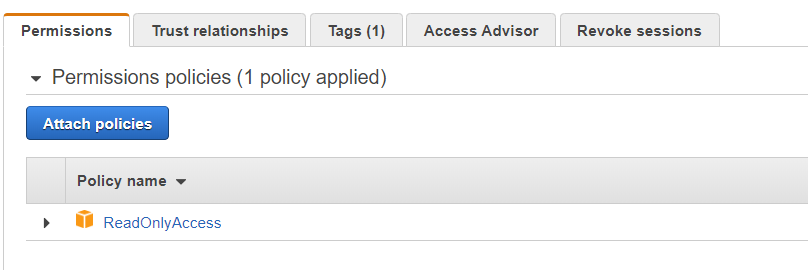 Permissions Trust relationships Tags (1) Access Advisor Revoke sessions
Permissions policies (1 policy applied)
Attach policies
Policy name
ReadOnlyAccess